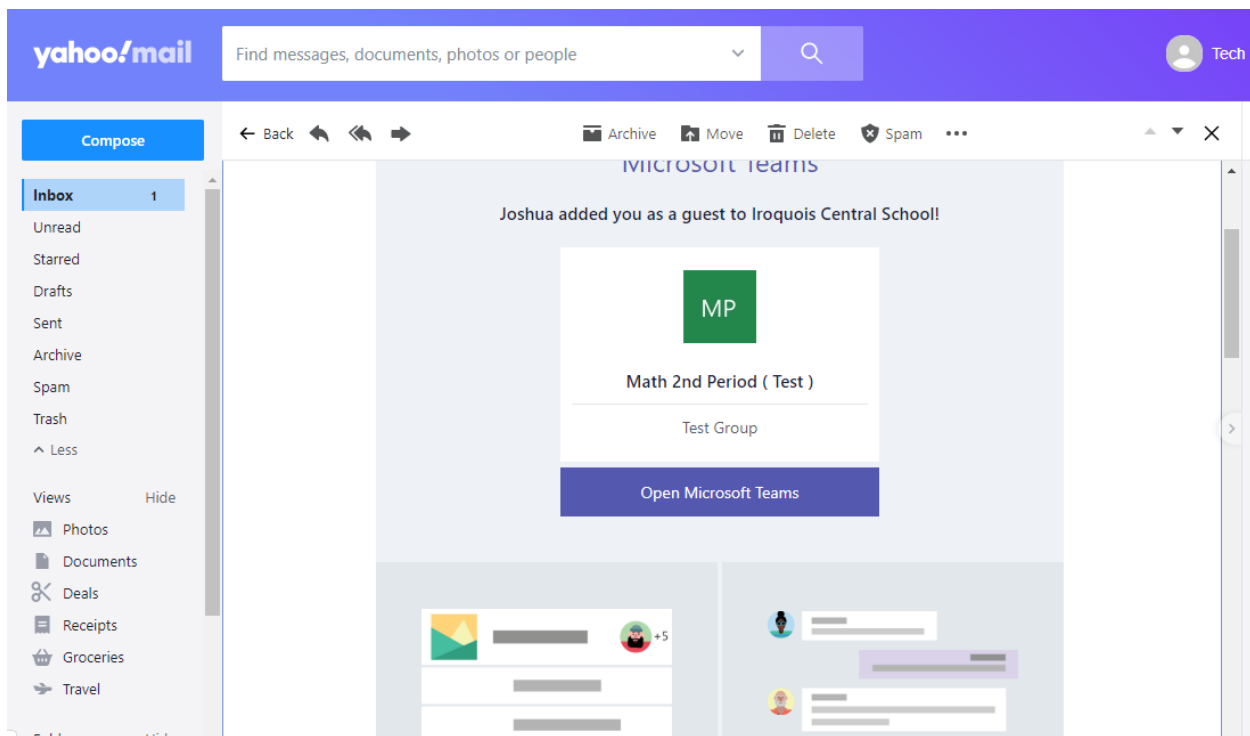 yahoo!mail
Find messages, documents, photos or people
Tech
Compose
Back
Archive
Move
Delete
Spam
Inbox 1
Unread
Starred
Drafts
Sent
Archive
Spam
Trash
Less
Views Hide
Photos
Documents
Deals
Receipts
Groceries
Travel
Microsoft Teams
Joshua added you as a guest to Iroquois Central School!
MP
Math 2nd Period ( Test )
Test Group
Open Microsoft Teams
+5